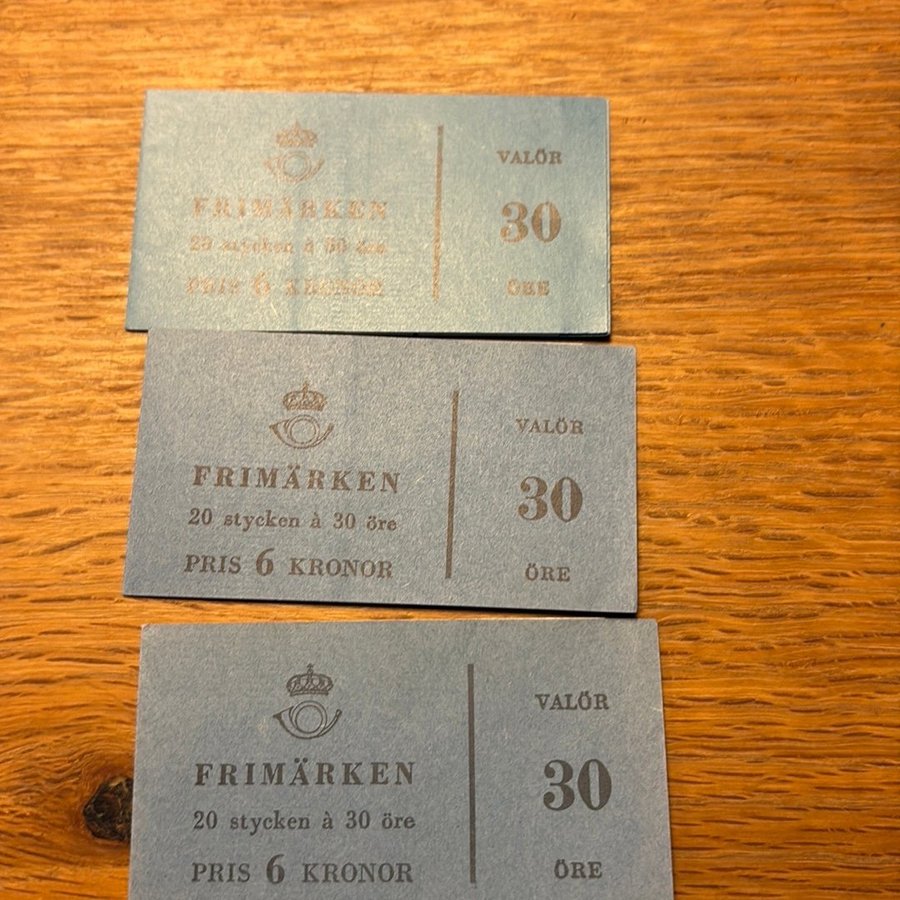 FRIMÄRKEN
20 stycken à 30 öre
PRIS 6 KRONOR
VALÖR
30
ÖRE
FRIMÄRKEN
20 stycken à 30 öre
PRIS 6 KRONOR
VALÖR
30
ÖRE
FRIMÄRKEN
20 stycken à 30 öre
PRIS 6 KRONOR
VALÖR
30
ÖRE